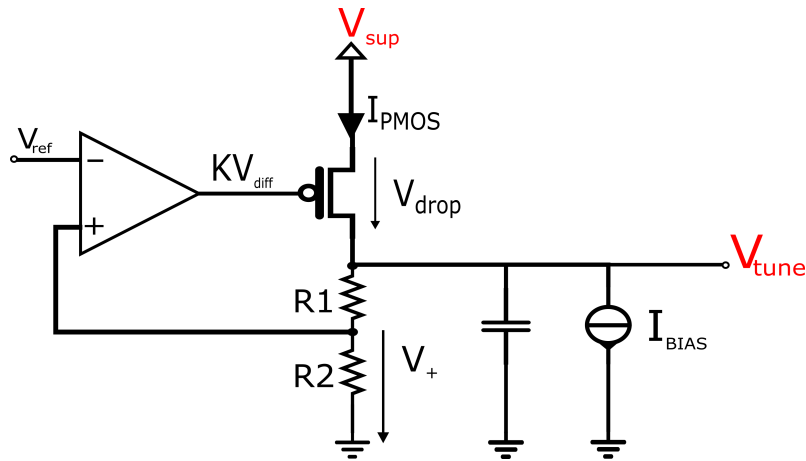 Vsup
IPMOS
Vref
−
KVdiff
Vdrop
+
Vtune
R1
IBIAS
V+
R2